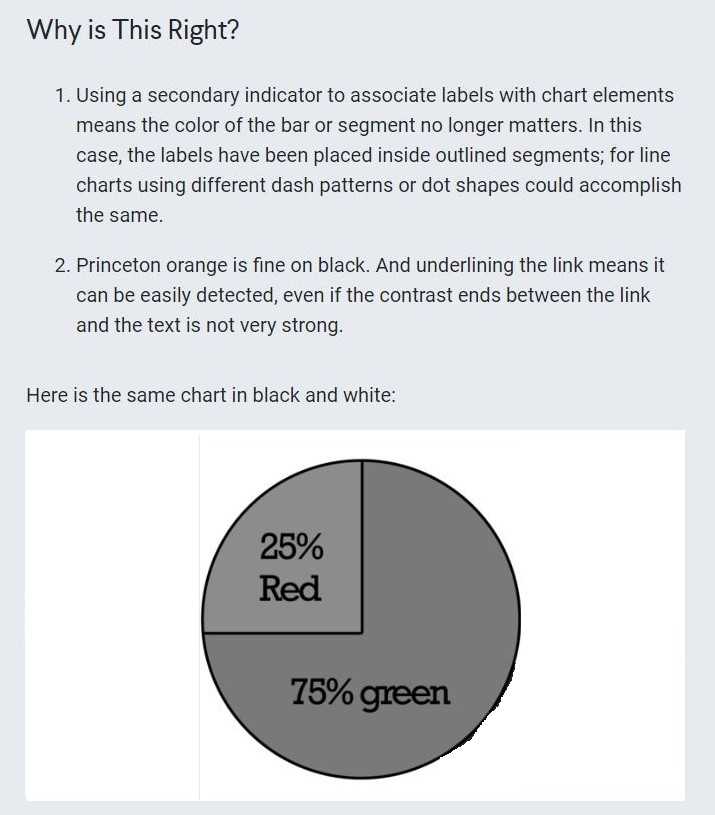 Why is This Right?
1. Using a secondary indicator to associate labels with chart elements
means the color of the bar or segment no longer matters. In this
case, the labels have been placed inside outlined segments; for line
charts using different dash patterns or dot shapes could accomplish
the same.
2. Princeton orange is fine on black. And underlining the link means it
can be easily detected, even if the contrast ends between the link
and the text is not very strong.
Here is the same chart in black and white:
25%
Red
75% green